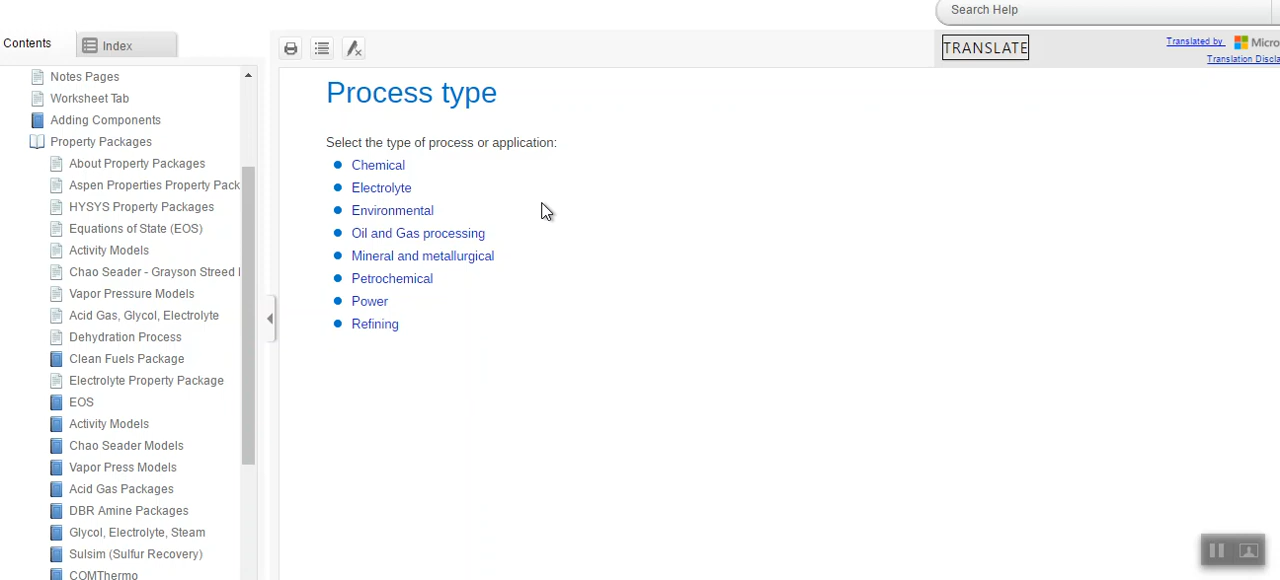 Search Help
Contents
Index
TRANSLATE
Translated by
Micro
Translation Discla
Notes Pages
Worksheet Tab
Adding Components
Property Packages
About Property Packages
Aspen Properties Property Pack
HYSYS Property Packages
Equations of State (EOS)
Activity Models
Chao Seader - Grayson Streed
Vapor Pressure Models
Acid Gas, Glycol, Electrolyte
Dehydration Process
Clean Fuels Package
Electrolyte Property Package
EOS
Activity Models
Chao Seader Models
Vapor Press Models
Acid Gas Packages
DBR Amine Packages
Glycol, Electrolyte, Steam
Sulsim (Sulfur Recovery)
COMThermo
Process type
Select the type of process or application:
Chemical
Electrolyte
Environmental
Oil and Gas processing
Mineral and metallurgical
Petrochemical
Power
Refining